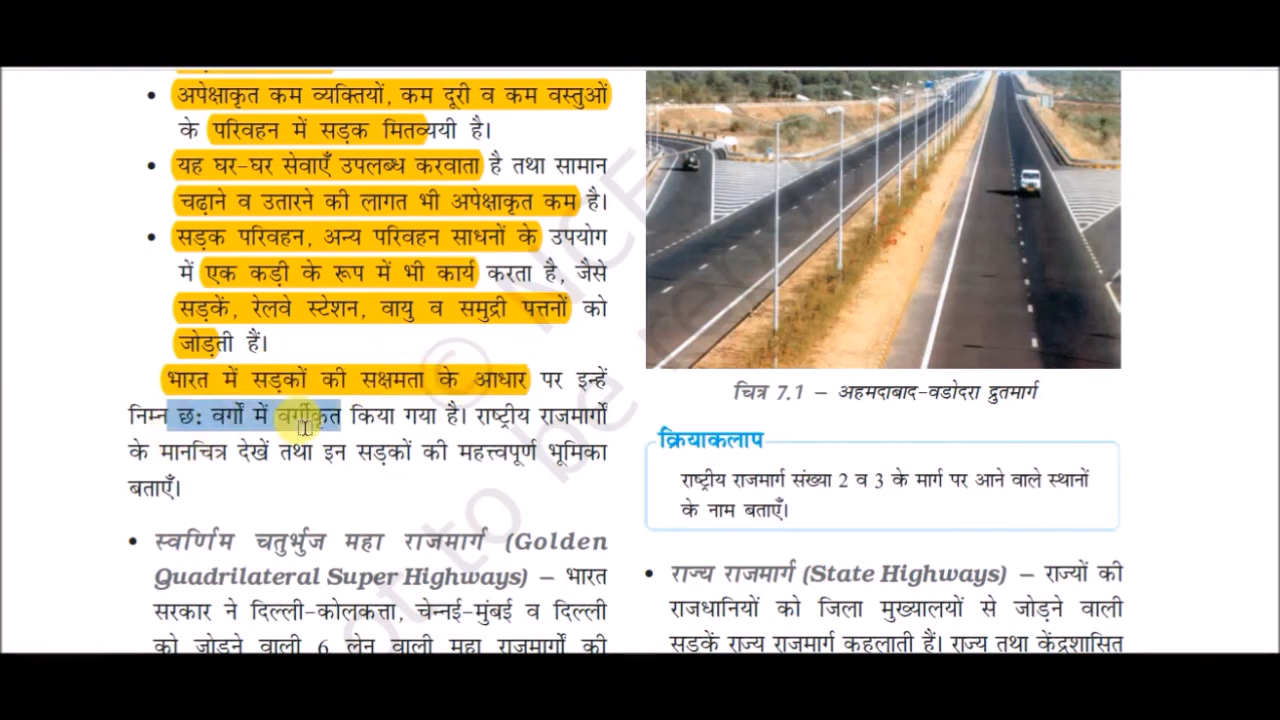 • अपेक्षाकृत कम व्यक्तियों, कम दूरी व कम वस्तुओं
के परिवहन में सड़क मितव्ययी है।
• यह घर-घर सेवाएँ उपलब्ध करवाता है तथा सामान
चढ़ाने व उतारने की लागत भी अपेक्षाकृत कम है।
• सड़क परिवहन, अन्य परिवहन साधनों के उपयोग
में एक कड़ी के रूप में भी कार्य करता है, जैसे
सड़कें, रेलवे स्टेशन, वायु व समुद्री पत्तनों को
जोड़ती हैं।
भारत में सड़कों की सक्षमता के आधार पर इन्हें
निम्न छः वर्गों में वर्गीकृत किया गया है। राष्ट्रीय राजमार्गों
के मानचित्र देखें तथा इन सड़कों की महत्त्वपूर्ण भूमिका
बताएँ।
• स्वर्णिम चतुर्भुज महा राजमार्ग (Golden
Quadrilateral Super Highways) – भारत
सरकार ने दिल्ली-कोलकत्ता, चेन्नई-मुंबई व दिल्ली
को जोड़ने वाली 6 लेन वाली महा राजमार्गों की
चित्र 7.1 – अहमदाबाद-वडोदरा द्रुतमार्ग
क्रियाकलाप
राष्ट्रीय राजमार्ग संख्या 2 व 3 के मार्ग पर आने वाले स्थानों
के नाम बताएँ।
• राज्य राजमार्ग (State Highways) – राज्यों की
राजधानियों को जिला मुख्यालयों से जोड़ने वाली
सड़कें राज्य राजमार्ग कहलाती हैं। राज्य तथा केंद्रशासित